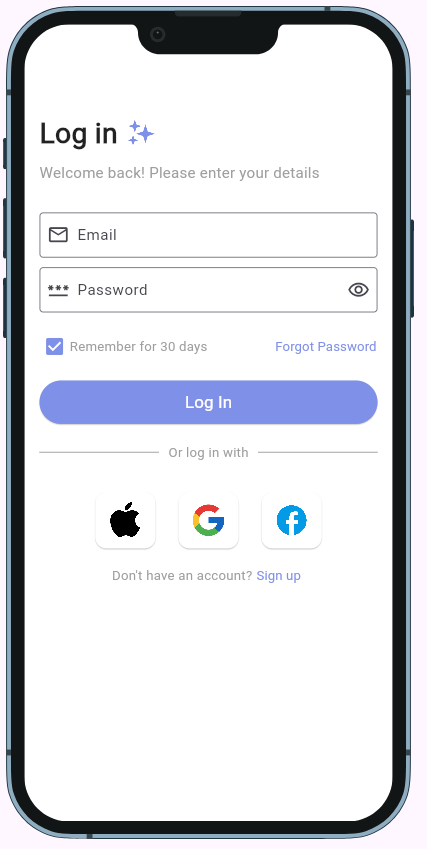 Log in
Welcome back! Please enter your details
Email
Password
Remember for 30 days Forgot Password
Log In
Or log in with
Don't have an account? Sign up